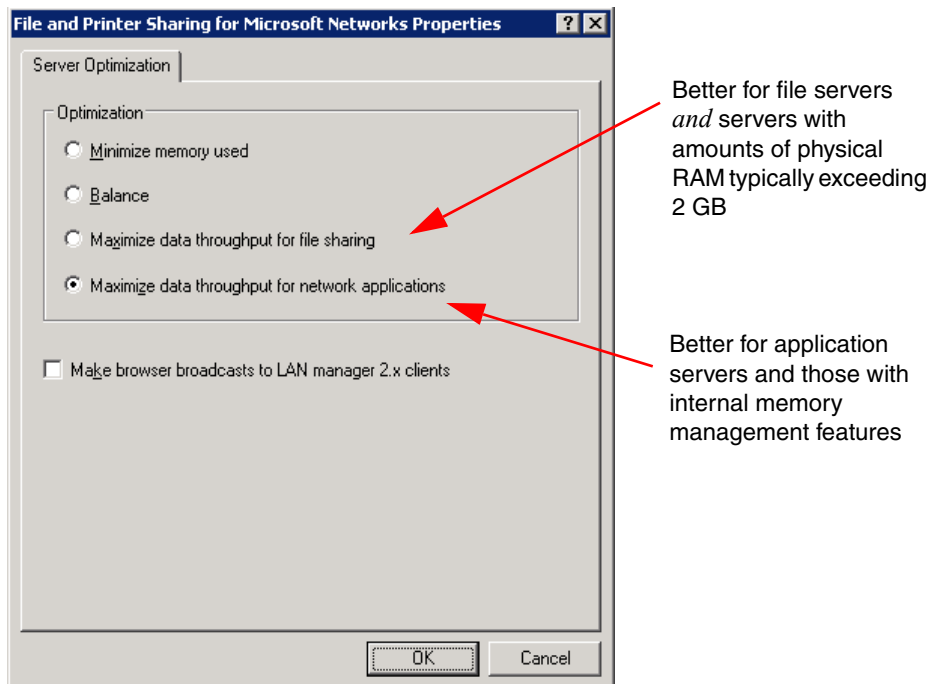 File and Printer Sharing for Microsoft Networks Properties
Server Optimization
Optimization
Minimize memory used
Balance
Maximize data throughput for file sharing
Maximize data throughput for network applications
Make browser broadcasts to LAN manager 2.x clients
OK
Cancel
Better for file servers
and servers with
amounts of physical
RAM typically exceeding
2 GB
Better for application
servers and those with
internal memory
management features